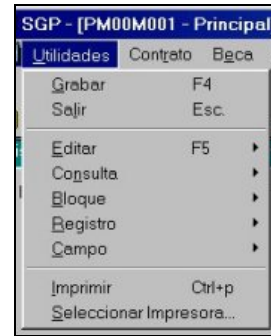 SGP - [PM00M001 - Principal
Utilidades Contrato Beca
Grabar F4
Salir Esc.
Editar F5
Consulta
Bloque
Registro
Campo
Imprimir Ctrl+p
Seleccionar Impresora...